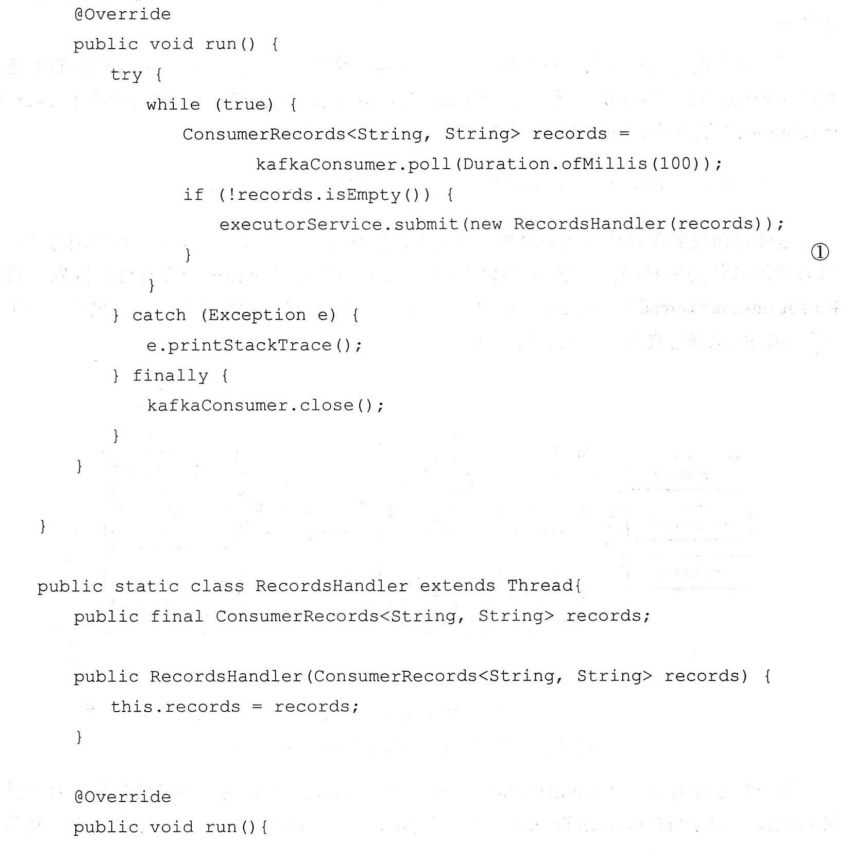 @Override
public void run() {
try {
while (true) {
ConsumerRecords<String, String> records =
kafkaConsumer.poll(Duration.ofMillis(100));
if (!records.isEmpty()) {
executorService.submit(new RecordsHandler(records));
} ①
}
} catch (Exception e) {
e.printStackTrace();
} finally {
kafkaConsumer.close();
}
}
}
public static class RecordsHandler extends Thread{
public final ConsumerRecords<String, String> records;
public RecordsHandler(ConsumerRecords<String, String> records) {
this.records = records;
}
@Override
public void run(){